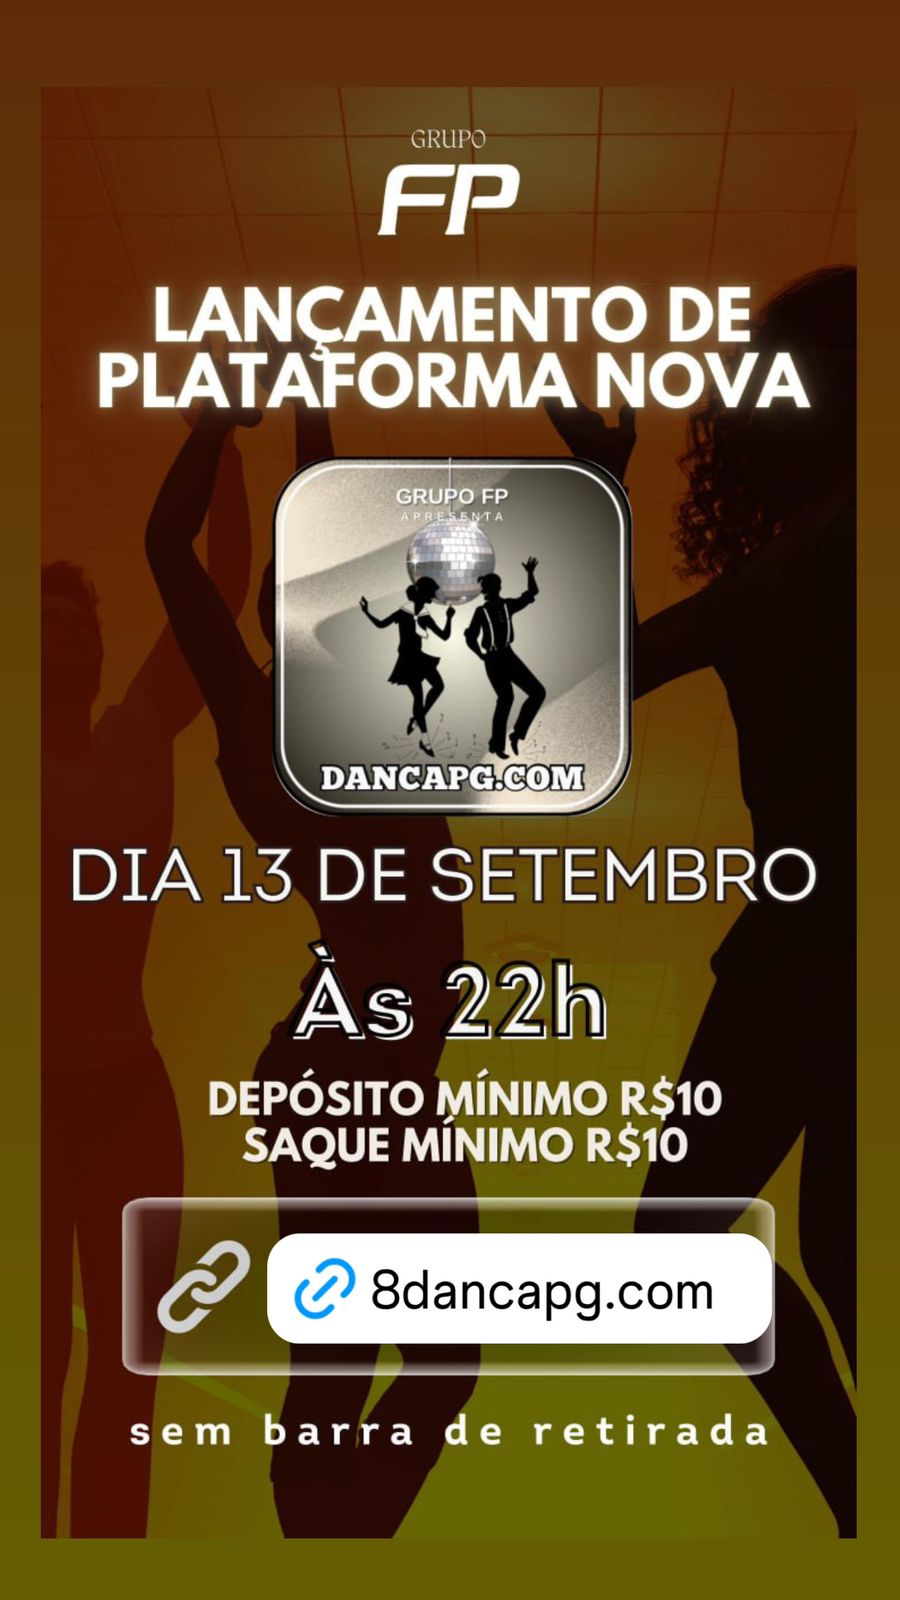 GRUPO
FP
LANÇAMENTO DE
PLATAFORMA NOVA
GRUPO FP
APRESENTA
DANCAPG.COM
DIA 13 DE SETEMBRO
Às 22h
DEPÓSITO MÍNIMO R$10
SAQUE MÍNIMO R$10
8dancapg.com
sem barra de retirada